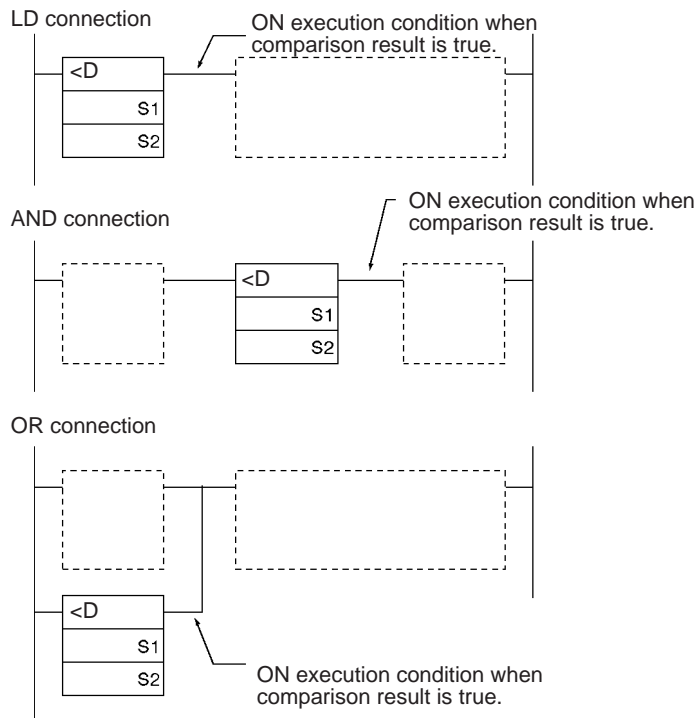 LD connection
ON execution condition when
comparison result is true.
<D
S1
S2
AND connection
ON execution condition when
comparison result is true.
<D
S1
S2
OR connection
<D
S1
S2
ON execution condition when
comparison result is true.